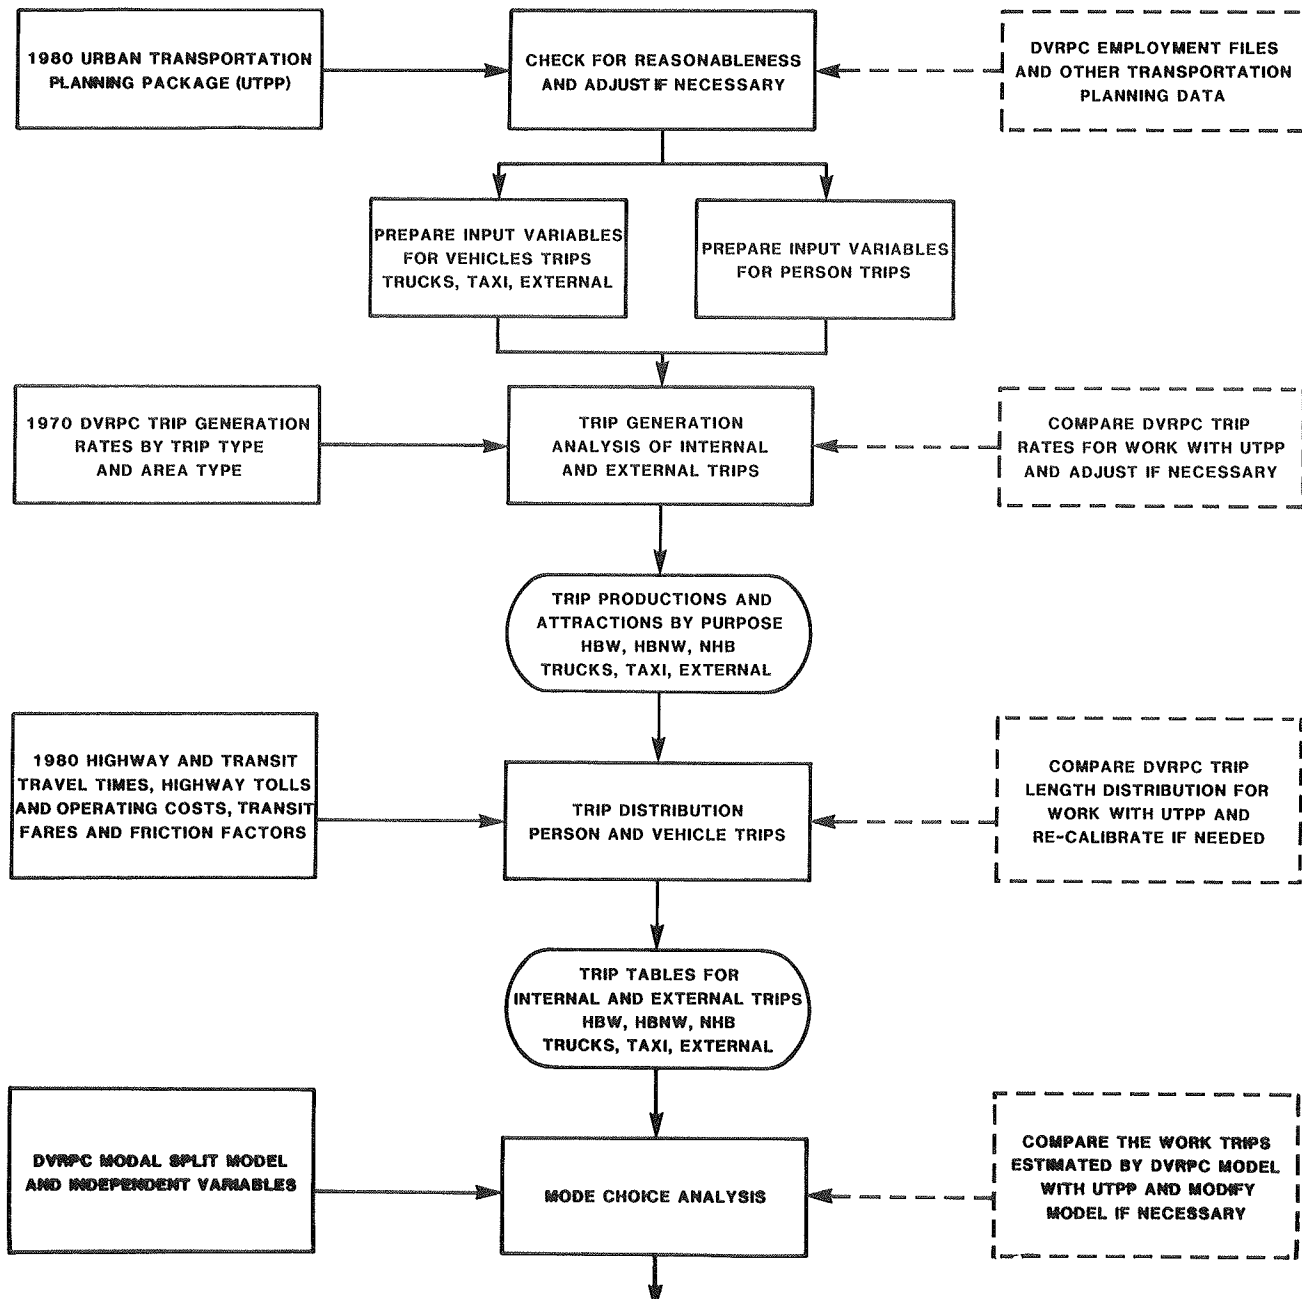 1980 URBAN TRANSPORTATION
PLANNING PACKAGE (UTPP)
CHECK FOR REASONABLENESS
AND ADJUST IF NECESSARY
DVRPC EMPLOYMENT FILES
AND OTHER TRANSPORTATION
PLANNING DATA
PREPARE INPUT VARIABLES
FOR VEHICLES TRIPS
TRUCKS, TAXI, EXTERNAL
PREPARE INPUT VARIABLES
FOR PERSON TRIPS
1970 DVRPC TRIP GENERATION
RATES BY TRIP TYPE
AND AREA TYPE
TRIP GENERATION
ANALYSIS OF INTERNAL
AND EXTERNAL TRIPS
COMPARE DVRPC TRIP
RATES FOR WORK WITH UTPP
AND ADJUST IF NECESSARY
TRIP PRODUCTIONS AND
ATTRACTIONS BY PURPOSE
HBW, HBNW, NHB
TRUCKS, TAXI, EXTERNAL
1980 HIGHWAY AND TRANSIT
TRAVEL TIMES, HIGHWAY TOLLS
AND OPERATING COSTS, TRANSIT
FARES AND FRICTION FACTORS
TRIP DISTRIBUTION
PERSON AND VEHICLE TRIPS
COMPARE DVRPC TRIP
LENGTH DISTRIBUTION FOR
WORK WITH UTPP AND
RE-CALIBRATE IF NEEDED
TRIP TABLES FOR
INTERNAL AND EXTERNAL TRIPS
HBW, HBNW, NHB
TRUCKS, TAXI, EXTERNAL
DVRPC MODAL SPLIT MODEL
AND INDEPENDENT VARIABLES
MODE CHOICE ANALYSIS
COMPARE THE WORK TRIPS
ESTIMATED BY DVRPC MODEL
WITH UTPP AND MODIFY
MODEL IF NECESSARY